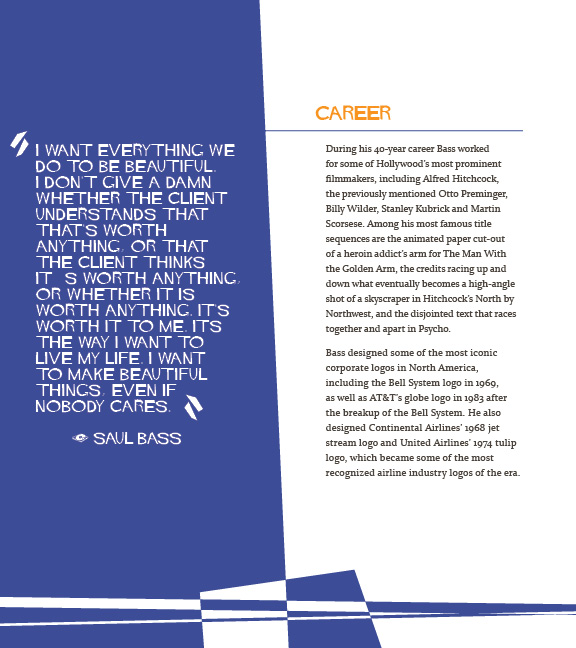 I WANT EVERYTHING WE
DO TO BE BEAUTIFUL.
I DON'T GIVE A DAMN
WHETHER THE CLIENT
UNDERSTANDS THAT
THAT'S WORTH
ANYTHING, OR THAT
THE CLIENT THINKS
IT S WORTH ANYTHING,
OR WHETHER IT IS
WORTH ANYTHING. IT'S
WORTH IT TO ME. IT'S
THE WAY I WANT TO
LIVE MY LIFE. I WANT
TO MAKE BEAUTIFUL
THINGS, EVEN IF
NOBODY CARES.
SAUL BASS
CAREER
During his 40-year career Bass worked
for some of Hollywood's most prominent
filmmakers, including Alfred Hitchcock,
the previously mentioned Otto Preminger,
Billy Wilder, Stanley Kubrick and Martin
Scorsese. Among his most famous title
sequences are the animated paper cut-out
of a heroin addict's arm for The Man With
the Golden Arm, the credits racing up and
down what eventually becomes a high-angle
shot of a skyscraper in Hitchcock's North by
Northwest, and the disjointed text that races
together and apart in Psycho.
Bass designed some of the most iconic
corporate logos in North America,
including the Bell System logo in 1969,
as well as AT&T's globe logo in 1983 after
the breakup of the Bell System. He also
designed Continental Airlines' 1968 jet
stream logo and United Airlines' 1974 tulip
logo, which became some of the most
recognized airline industry logos of the era.